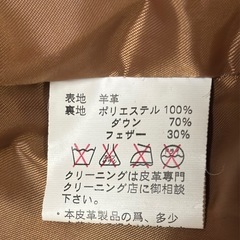 表地 羊革
裏地 ポリエステル 100%
ダウン 70%
フェザー 30%
クリーニングは皮革専門
クリーニング店に御相談
下さい。
・本皮革製品の爲、多少